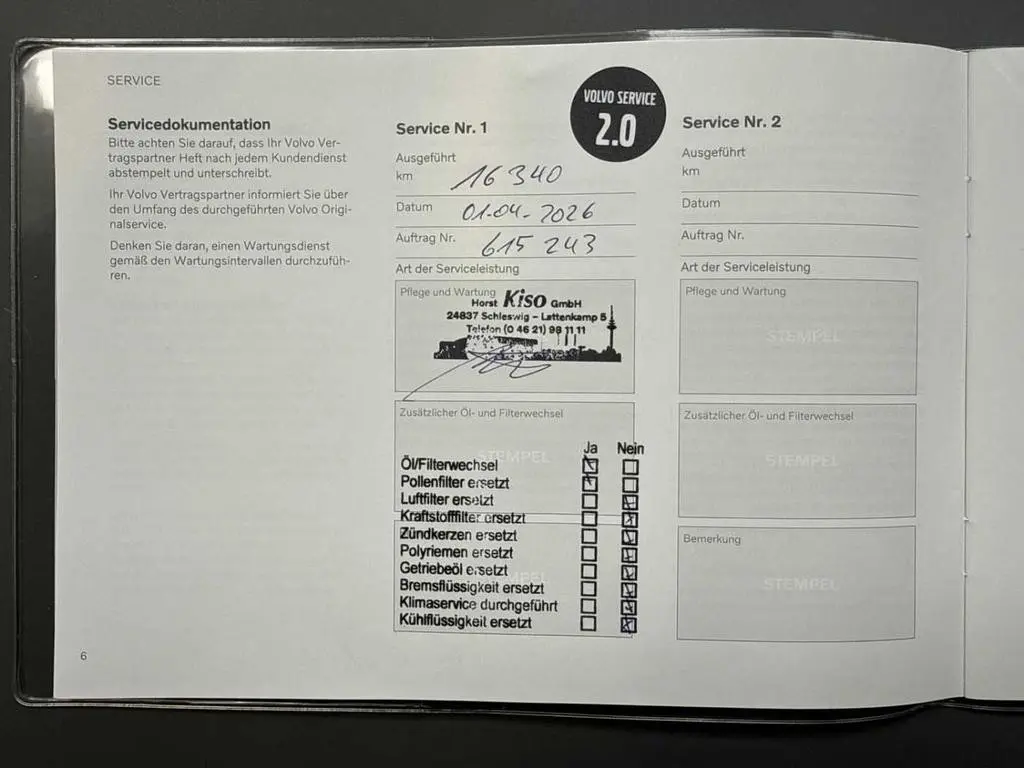 SERVICE
Servicedokumentation
Bitte achten Sie darauf, dass Ihr Volvo Ver-
tragspartner Heft nach jedem Kundendienst
abstempelt und unterschreibt.
Ihr Volvo Vertragspartner informiert Sie über
den Umfang des durchgeführten Volvo Origi-
nalservice.
Denken Sie daran, einen Wartungsdienst
gemäß den Wartungsintervallen durchzufüh-
ren.
6
VOLVO SERVICE
2.0
Service Nr. 1
Ausgeführt
km 16 340
Datum 01-04-2026
Auftrag Nr. 615 243
Art der Serviceleistung
Pflege und Wartung
Horst Kiso GmbH
24837 Schleswig – Lattenkamp 5
Telefon (0 46 21) 98 11 11
Zusätzlicher Öl- und Filterwechsel
STEMPEL
Ja Nein
Öl/Filterwechsel
Pollenfilter ersetzt
Luftfilter ersetzt
Kraftstofffilter ersetzt
Zündkerzen ersetzt
Polyriemen ersetzt
Getriebeöl ersetzt
STEMPEL
Bremsflüssigkeit ersetzt
Klimaservice durchgeführt
Kühlflüssigkeit ersetzt
Service Nr. 2
Ausgeführt
km
Datum
Auftrag Nr.
Art der Serviceleistung
Pflege und Wartung
STEMPEL
Zusätzlicher Öl- und Filterwechsel
STEMPEL
Bemerkung
STEMPEL